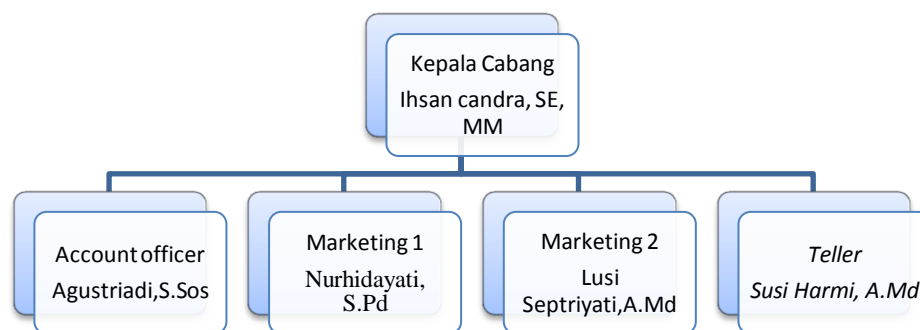 Kepala Cabang
Ihsan candra, SE,
MM
Account officer
Agustriadi,S.Sos
Marketing 1
Nurhidayati,
S.Pd
Marketing 2
Lusi
Septriyati,A.Md
Teller
Susi Harmi, A.Md